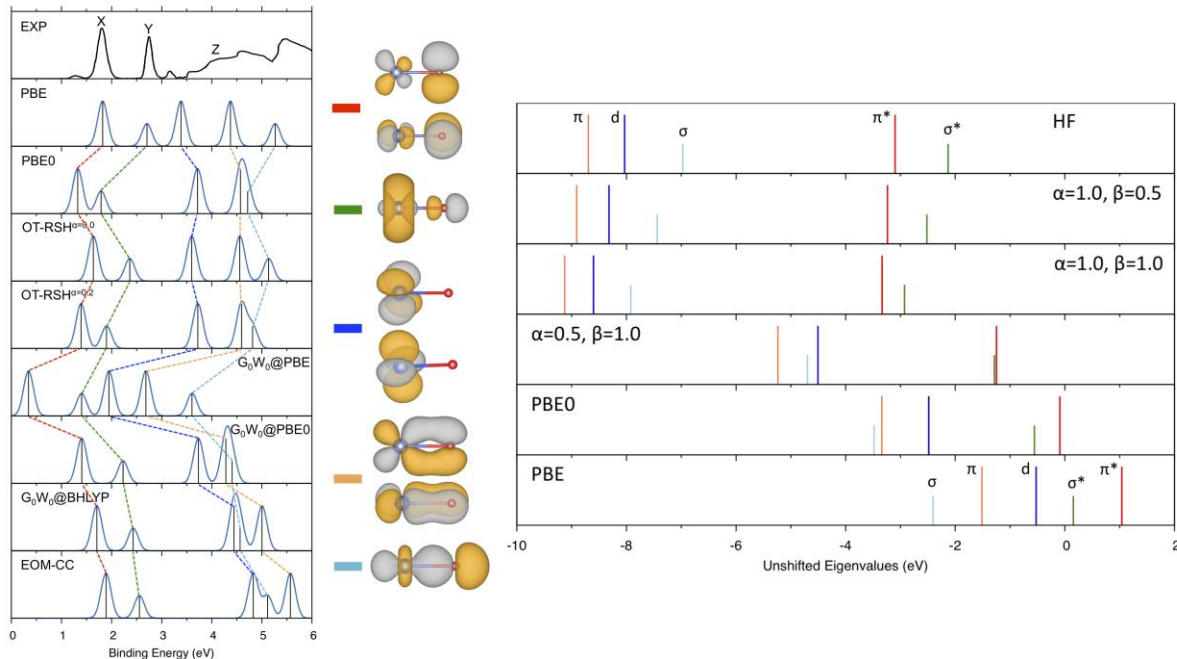 EXP
X
Y
Z
PBE
PBE0
OT-RSHα=0.0
OT-RSHα=0.2
G0W0@PBE
G0W0@PBE0
G0W0@BHLYP
EOM-CC
0 1 2 3 4 5 6
Binding Energy (eV)
π d σ π* σ* HF
α=1.0, β=0.5
α=1.0, β=1.0
α=0.5, β=1.0
PBE0
PBE
σ π d σ* π*
-10 -8 -6 -4 -2 0 2
Unshifted Eigenvalues (eV)